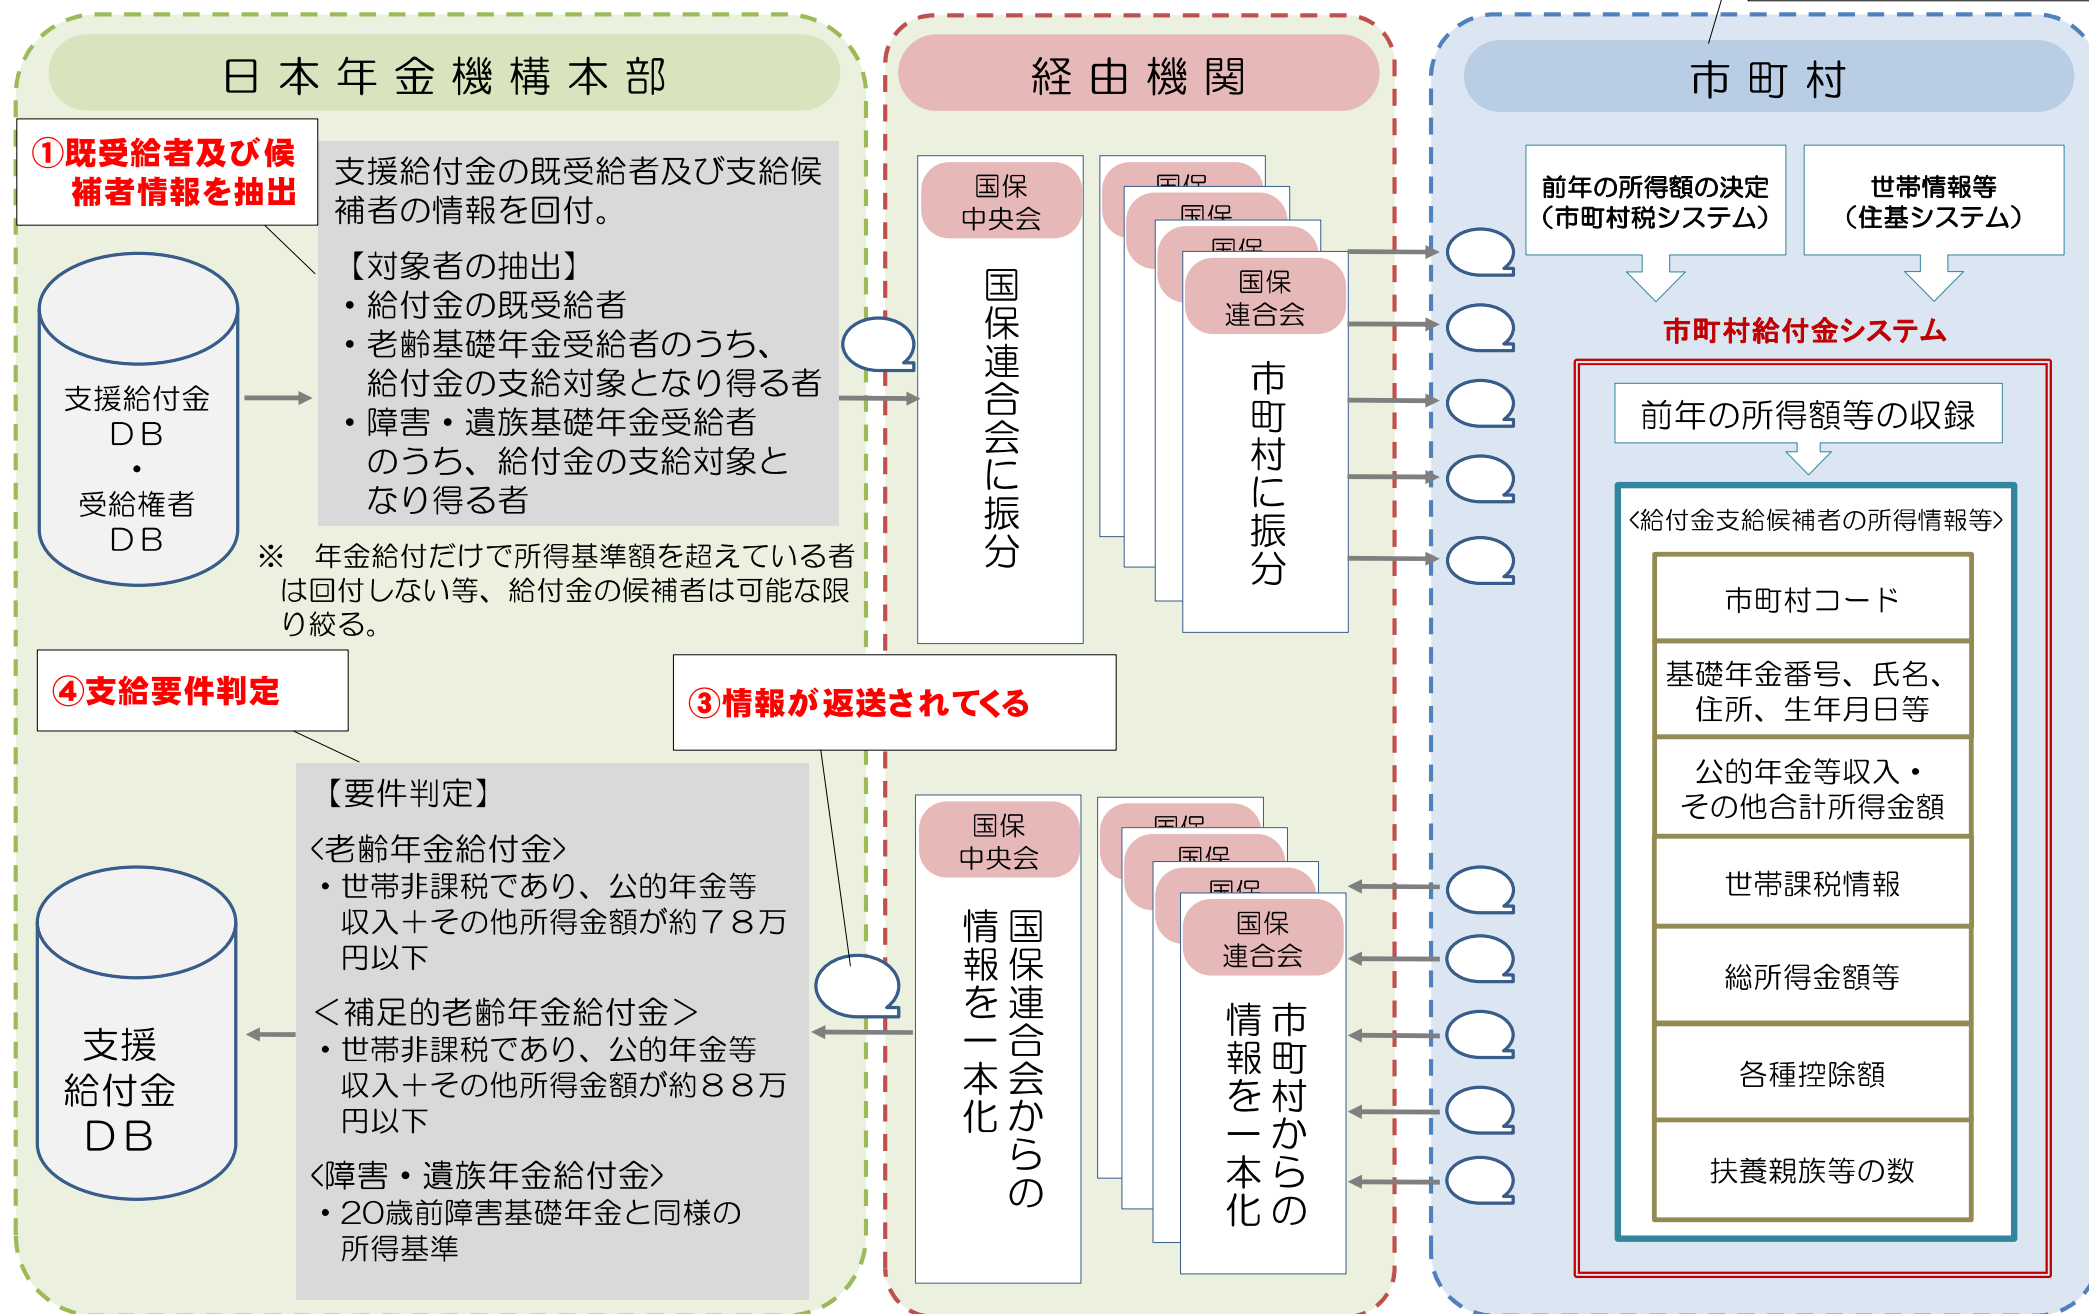 日本年金機構本部
①既受給者及び候
補者情報を抽出
支援給付金の既受給者及び支給候
補者の情報を回付。
【対象者の抽出】
・給付金の既受給者
・老齢基礎年金受給者のうち、
給付金の支給対象となり得る者
・障害・遺族基礎年金受給者
のうち、給付金の支給対象と
なり得る者
支援給付金
DB
・
受給権者
DB
※　年金給付だけで所得基準額を超えている者
は回付しない等、給付金の候補者は可能な限
り絞る。
④支給要件判定
【要件判定】
<老齢年金給付金>
・世帯非課税であり、公的年金等
収入＋その他所得金額が約７８万
円以下
＜補足的老齢年金給付金＞
・世帯非課税であり、公的年金等
収入＋その他所得金額が約８８万
円以下
<障害・遺族年金給付金>
・20歳前障害基礎年金と同様の
所得基準
支援
給付金
DB
経由機関
国保
中央会
国保連合会に振分
国保
国保
国保
国保
連合会
市町村に振分
③情報が返送されてくる
国保
中央会
国保連合会からの
情報を一本化
国保
国保
国保
国保
連合会
市町村からの
情報を一本化
市町村
前年の所得額の決定
（市町村税システム）
世帯情報等
（住基システム）
市町村給付金システム
前年の所得額等の収録
<給付金支給候補者の所得情報等>
市町村コード
基礎年金番号、氏名、
住所、生年月日等
公的年金等収入・
その他合計所得金額
世帯課税情報
総所得金額等
各種控除額
扶養親族等の数